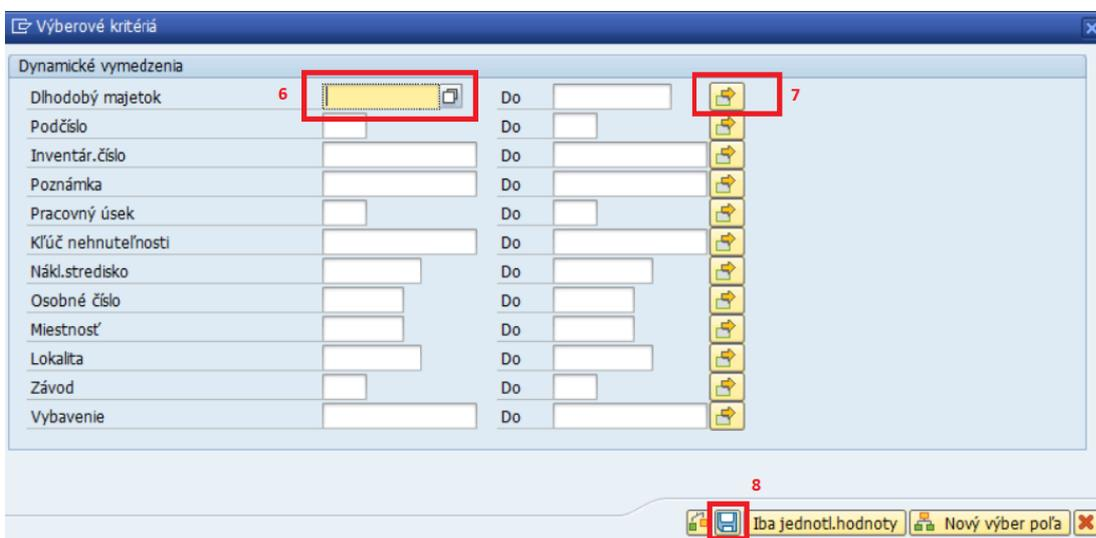 Výberové kritériá
Dynamické vymedzenia
Dlhodobý majetok 6 Do 7
Podčíslo Do
Inventár.číslo Do
Poznámka Do
Pracovný úsek Do
Kľúč nehnuteľnosti Do
Nákl.stredisko Do
Osobné číslo Do
Miestnosť Do
Lokalita Do
Závod Do
Vybavenie Do
8
Iba jednotl.hodnoty Nový výber poľa